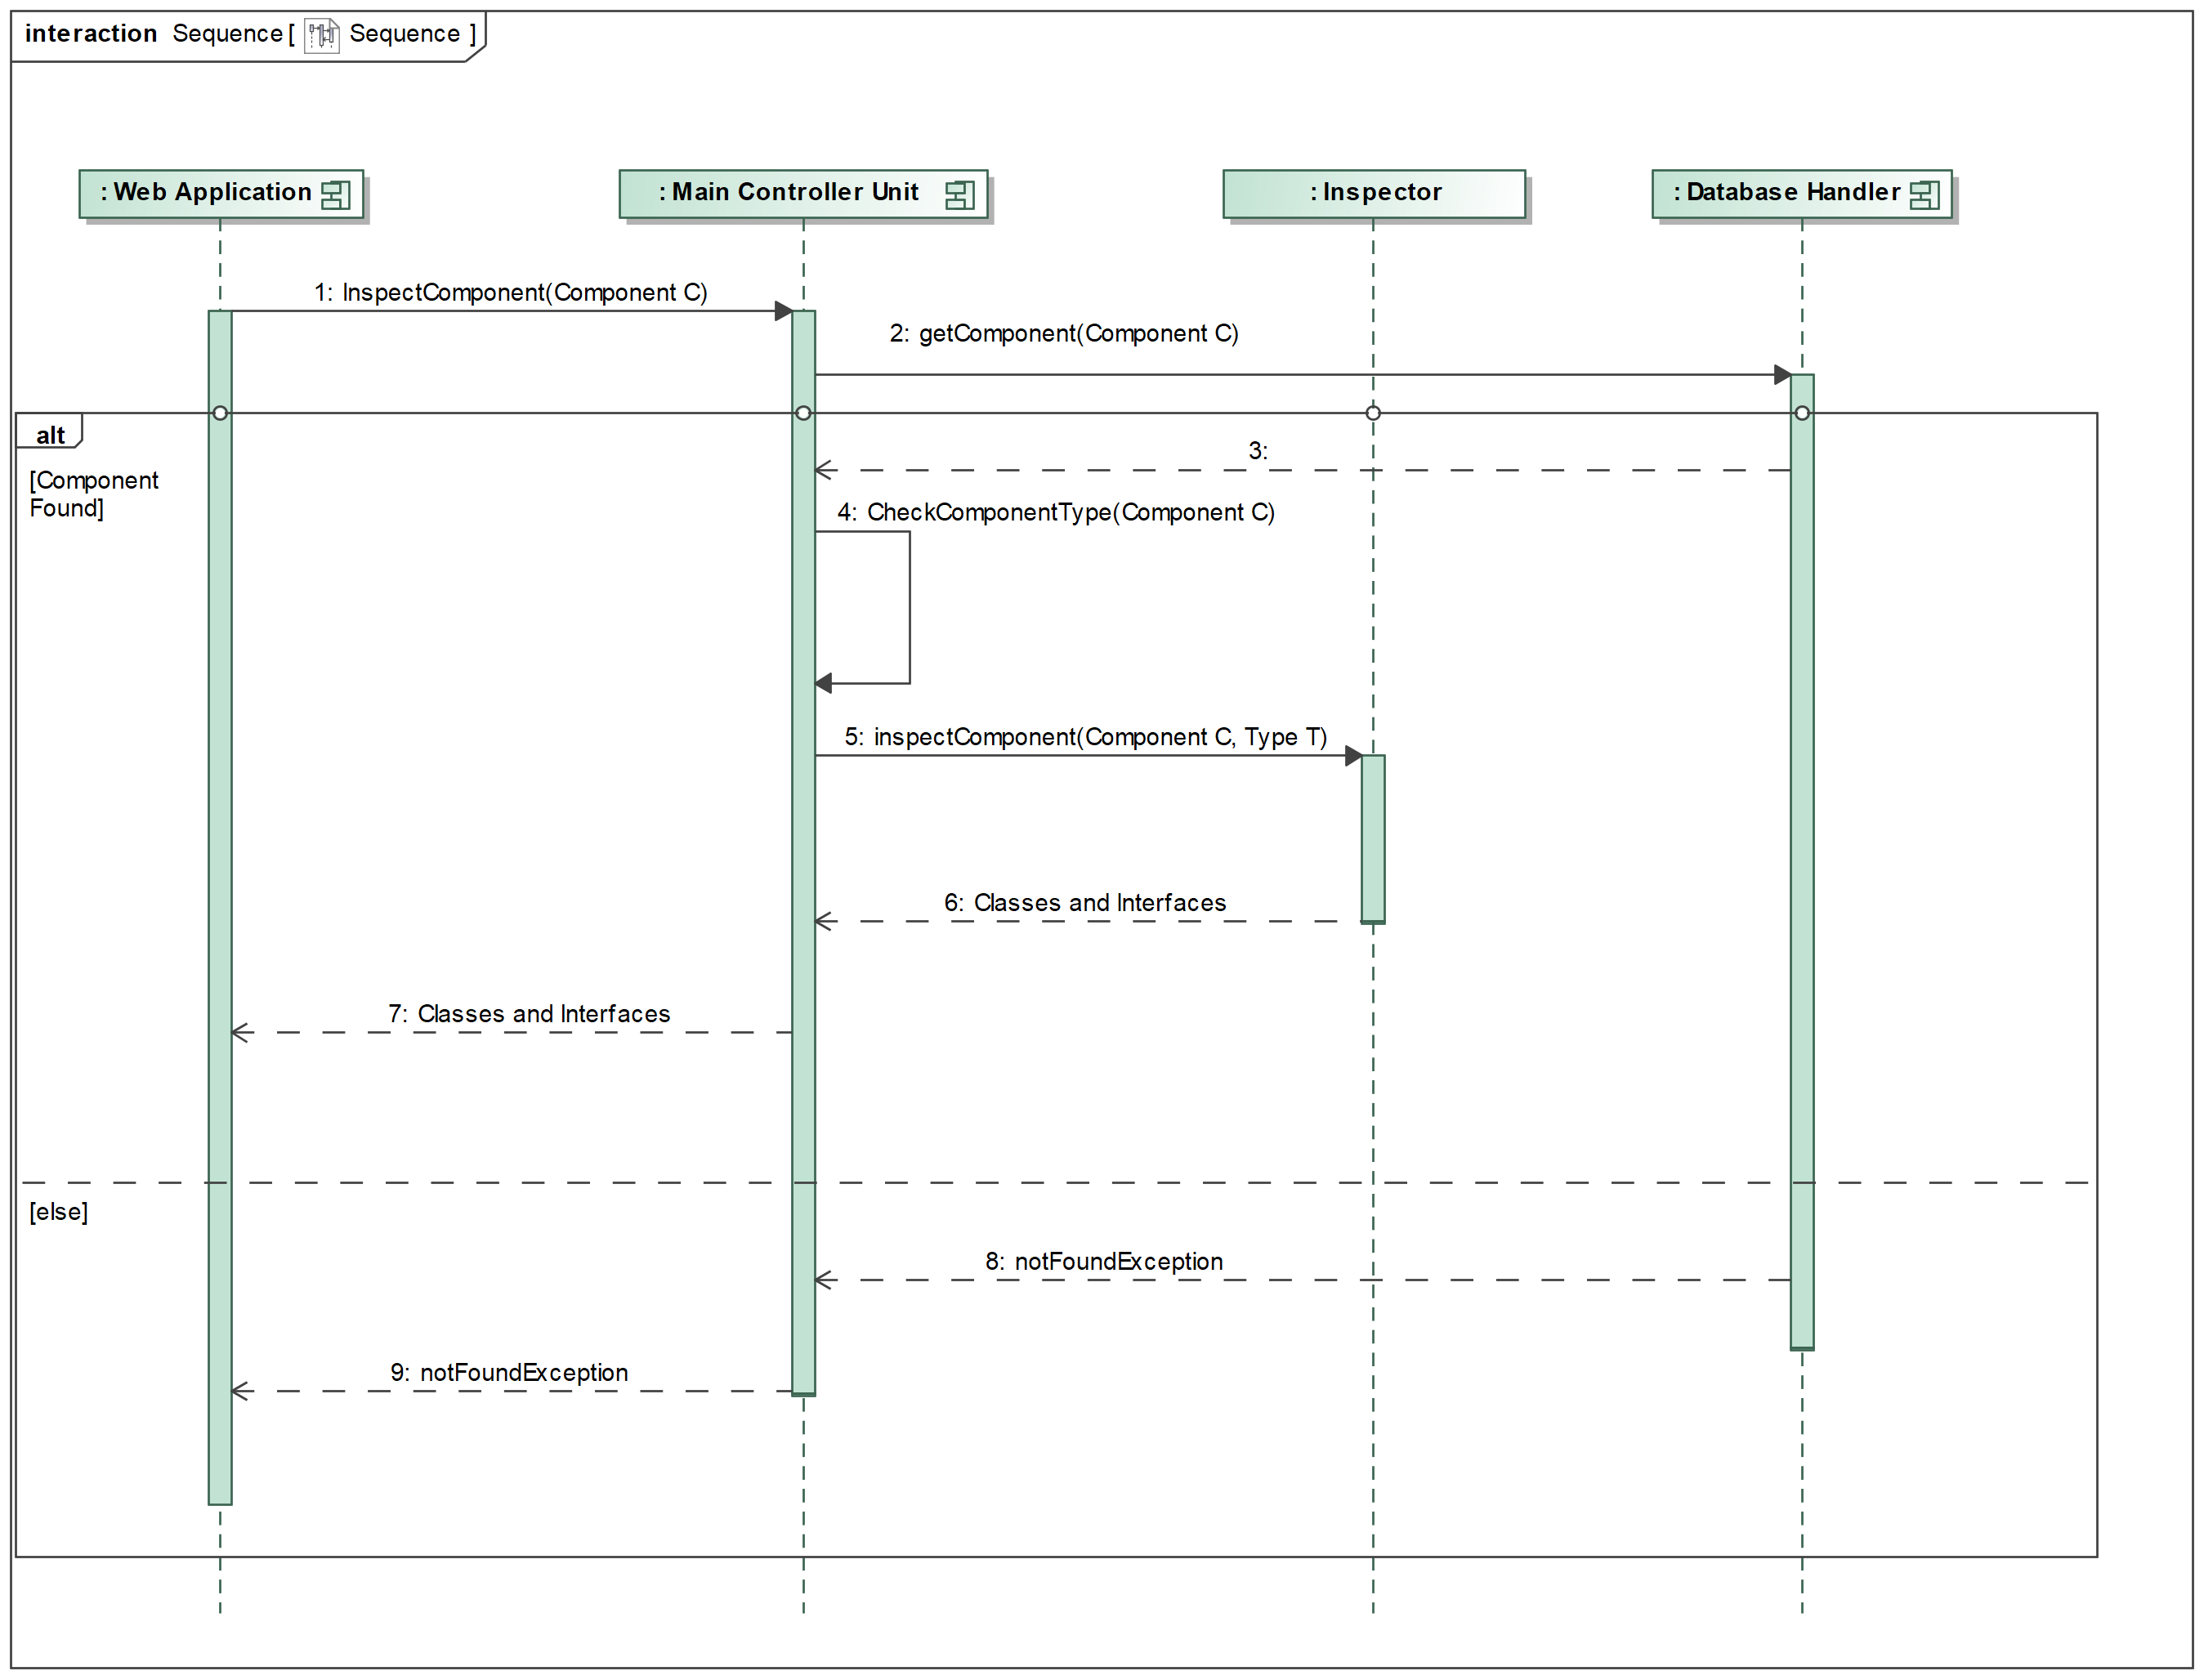 interaction Sequence [ Sequence ]
: Web Application
: Main Controller Unit
: Inspector
: Database Handler
1: InspectComponent(Component C)
2: getComponent(Component C)
alt
[Component
Found]
3:
4: CheckComponentType(Component C)
5: inspectComponent(Component C, Type T)
6: Classes and Interfaces
7: Classes and Interfaces
[else]
8: notFoundException
9: notFoundException